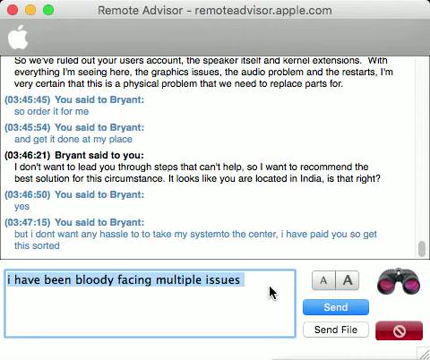 Remote Advisor - remoteadvisor.apple.com
So we've ruled out your users account, the speaker itself and kernel extensions. With
everything I'm seeing here, the graphics issues, the audio problem and the restarts, I'm
very certain that this is a physical problem that we need to replace parts for.
(03:45:45) You said to Bryant:
so order it for me
(03:45:54) You said to Bryant:
and get it done at my place
(03:46:21) Bryant said to you:
I don't want to lead you through steps that can't help, so I want to recommend the
best solution for this circumstance. It looks like you are located in India, is that right?
(03:46:50) You said to Bryant:
yes
(03:47:15) You said to Bryant:
but i dont want any hassle to to take my systemto the center, i have paid you so get
this sorted
i have been bloody facing multiple issues
A A
Send
Send File